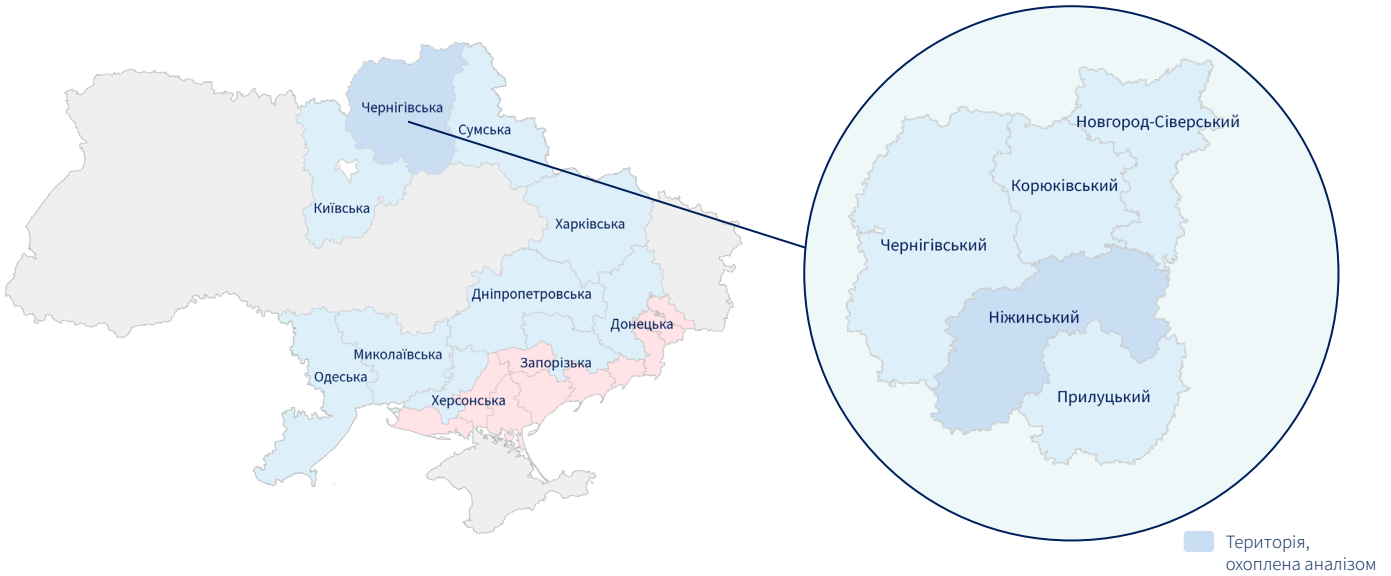 Чернігівська
Сумська
Київська
Харківська
Дніпропетровська
Донецька
Миколаївська
Запорізька
Одеська
Херсонська
Новгород-Сіверський
Корюківський
Чернігівський
Ніжинський
Прилуцький
Територія,
охоплена аналізом